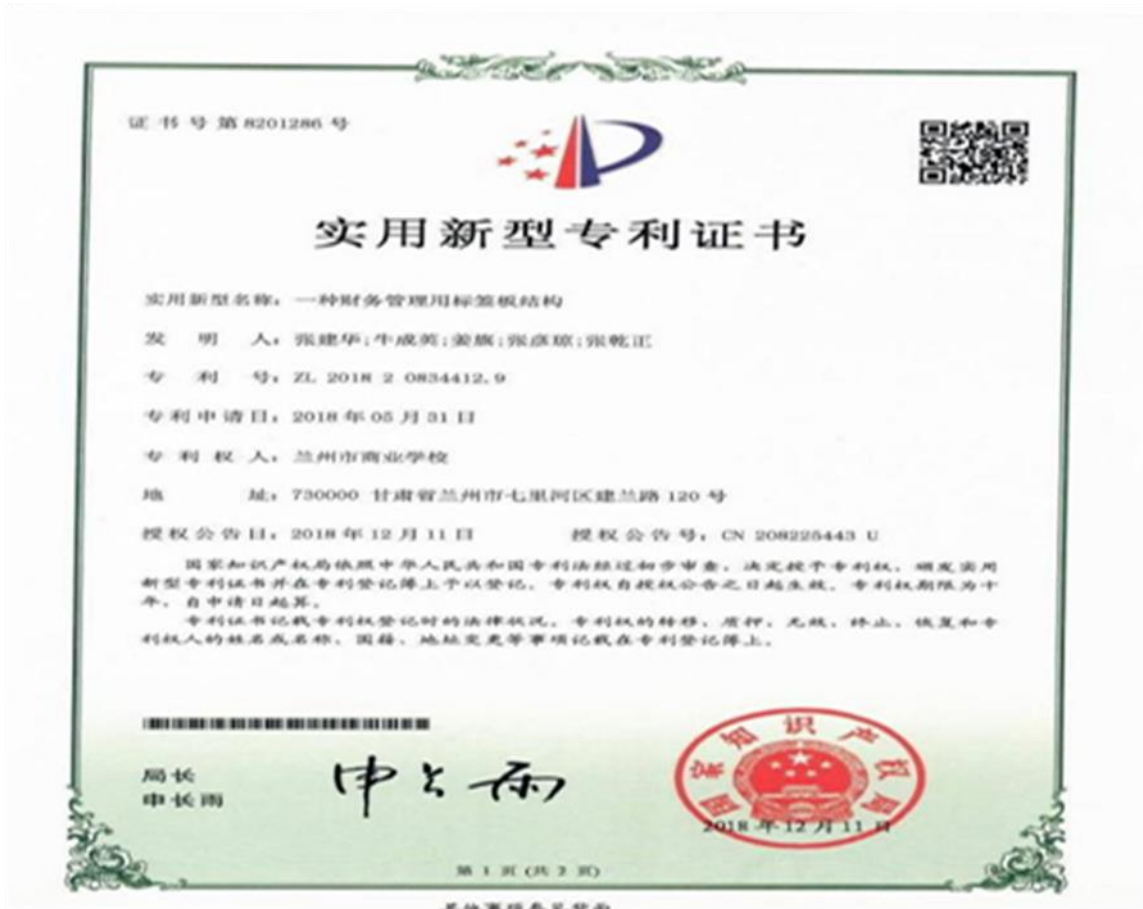 证书号第8201286号
实用新型专利证书
实用新型名称：一种财务管理用标签板结构
发明人：张建华;牛成英;姜旗;张彦琼;张乾正
专利号：ZL 2018 2 0834412.9
专利申请日：2018年05月31日
专利权人：兰州市商业学校
地址：730000 甘肃省兰州市七里河区建兰路120号
授权公告日：2018年12月11日 授权公告号：CN 208225443 U
国家知识产权局依照中华人民共和国专利法经过初步审查，决定授予专利权，颁发实用
新型专利证书并在专利登记簿上予以登记。专利权自授权公告之日起生效。专利权期限为十
年，自申请日起算。
专利证书记载专利权登记时的法律状况。专利权的转移、质押、无效、终止、恢复和专
利权人的姓名或名称、国籍、地址变更等事项记载在专利登记簿上。
局长
申长雨
申长雨
国家知识产权局
2018年12月11日
第 1 页 (共 2 页)